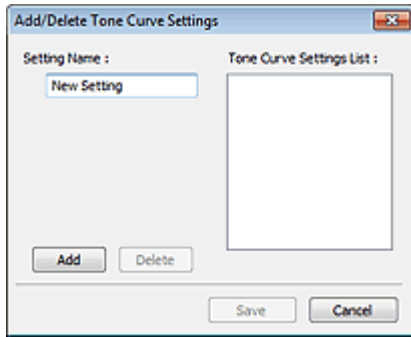 Add/Delete Tone Curve Settings
Setting Name :
Tone Curve Settings List :
New Setting
Add
Delete
Save
Cancel